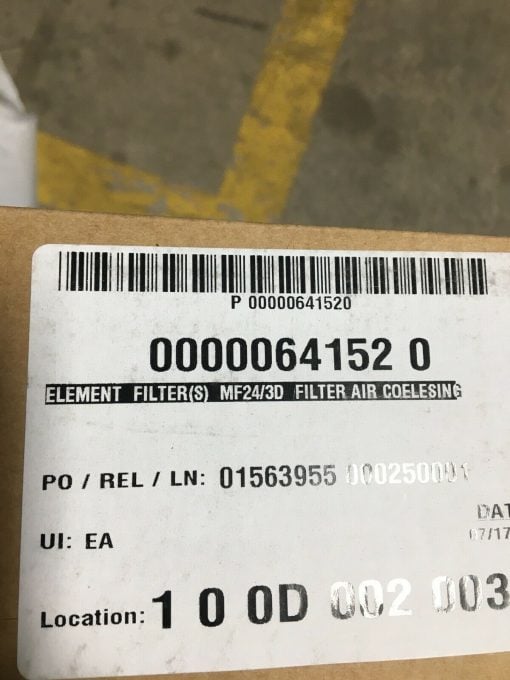 P 00000641520
0000064152 0
ELEMENT FILTER(S) MF24/3D FILTER AIR COELESING
PO / REL / LN: 01563955 000250001
DAT
UI: EA
07/17
Location: 1 0 0D 002 003